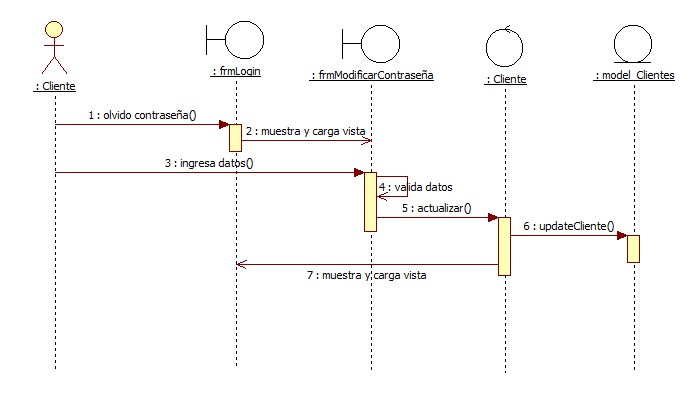 : Cliente
: frmLogin
: frmModificarContraseña
: Cliente
: model_Clientes
1 : olvido contraseña()
2 : muestra y carga vista
3 : ingresa datos()
4 : valida datos
5 : actualizar()
6 : updateCliente()
7 : muestra y carga vista